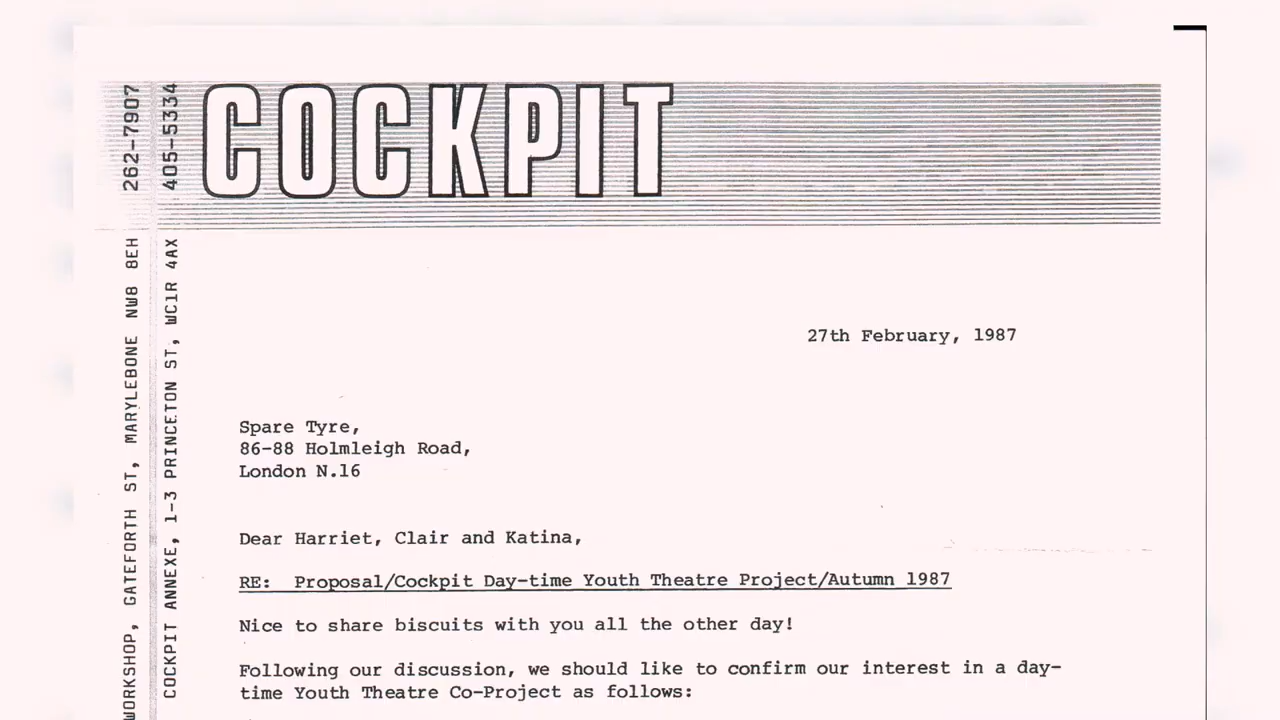 COCKPIT
262-7907
405-5334
WORKSHOP, GATEFORTH ST, MARYLEBONE NW8 8EH
COCKPIT ANNEXE, 1-3 PRINCETON ST, WC1R 4AX
27th February, 1987
Spare Tyre,
86-88 Holmleigh Road,
London N.16
Dear Harriet, Clair and Katina,
RE: Proposal/Cockpit Day-time Youth Theatre Project/Autumn 1987
Nice to share biscuits with you all the other day!
Following our discussion, we should like to confirm our interest in a day-
time Youth Theatre Co-Project as follows: